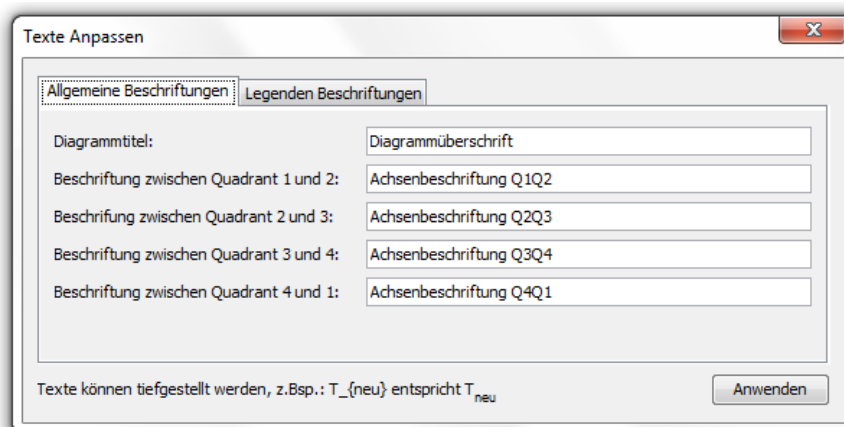 Texte Anpassen
Allgemeine Beschriftungen Legenden Beschriftungen
Diagrammtitel: Diagrammüberschrift
Beschriftung zwischen Quadrant 1 und 2: Achsenbeschriftung Q1Q2
Beschrifung zwischen Quadrant 2 und 3: Achsenbeschriftung Q2Q3
Beschriftung zwischen Quadrant 3 und 4: Achsenbeschriftung Q3Q4
Beschriftung zwischen Quadrant 4 und 1: Achsenbeschriftung Q4Q1
Texte können tiefgestellt werden, z.Bsp.: T_{neu} entspricht Tneu Anwenden